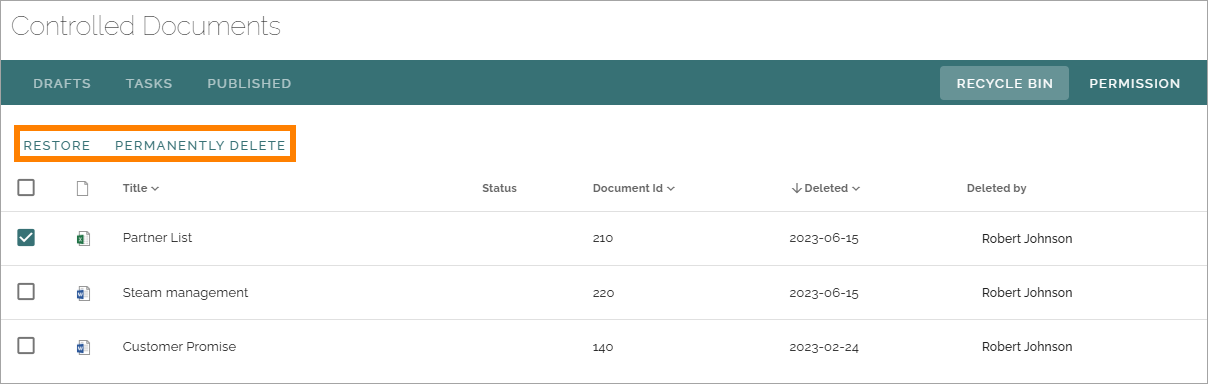 Controlled Documents
DRAFTS TASKS PUBLISHED RECYCLE BIN PERMISSION
RESTORE PERMANENTLY DELETE
Title Status Document Id Deleted Deleted by
Partner List 210 2023-06-15 Robert Johnson
Steam management 220 2023-06-15 Robert Johnson
Customer Promise 140 2023-02-24 Robert Johnson